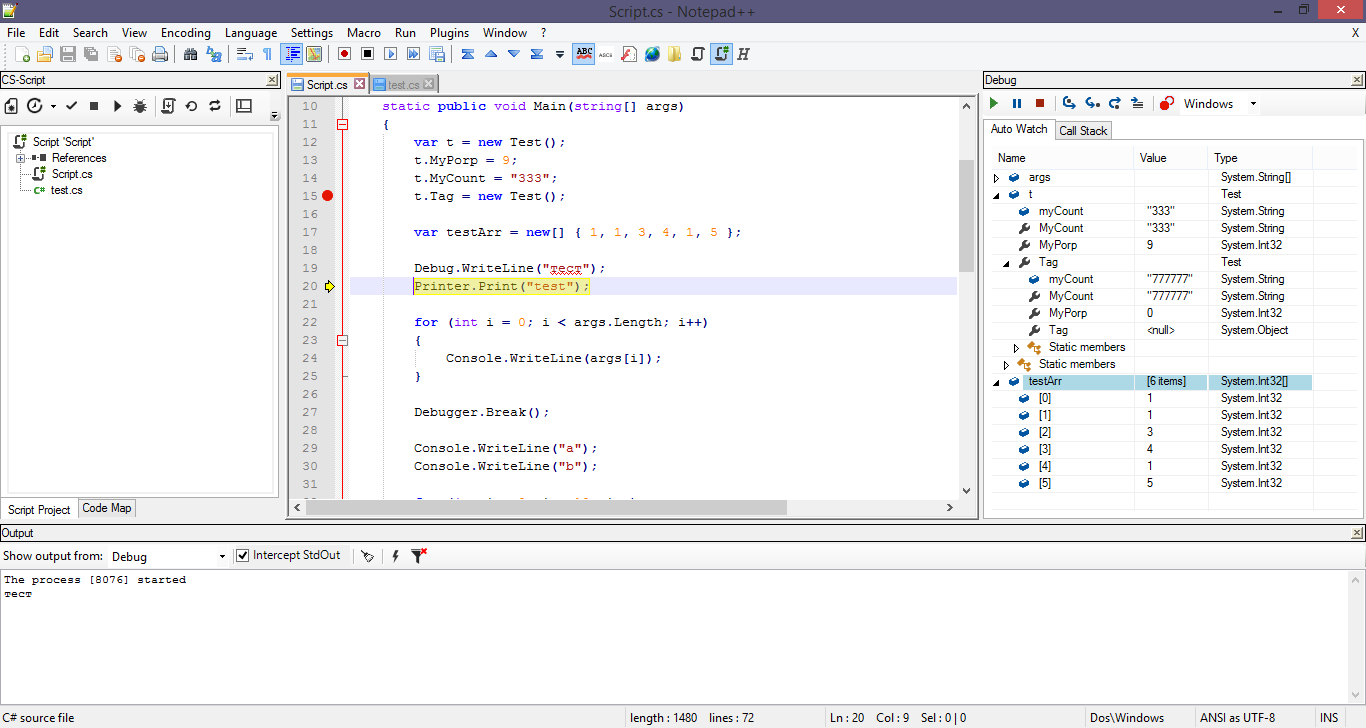 Script.cs - Notepad++
File Edit Search View Encoding Language Settings Macro Run Plugins Window ? X
CS-Script
Script 'Script'
References
Script.cs
test.cs
Script Project Code Map
Script.cs test.cs
10 static public void Main(string[] args)
11 {
12 var t = new Test();
13 t.MyPorp = 9;
14 t.MyCount = "333";
15 t.Tag = new Test();
16
17 var testArr = new[] { 1, 1, 3, 4, 1, 5 };
18
19 Debug.WriteLine("тест");
20 Printer.Print("test");
21
22 for (int i = 0; i < args.Length; i++)
23 {
24 Console.WriteLine(args[i]);
25 }
26
27 Debugger.Break();
28
29 Console.WriteLine("a");
30 Console.WriteLine("b");
31
Debug
Windows
Auto Watch Call Stack
Name Value Type
args System.String[]
t Test
myCount "333" System.String
MyCount "333" System.String
MyPorp 9 System.Int32
Tag Test
myCount "777777" System.String
MyCount "777777" System.String
MyPorp 0 System.Int32
Tag <null> System.Object
Static members
Static members
testArr [6 items] System.Int32[]
[0] 1 System.Int32
[1] 1 System.Int32
[2] 3 System.Int32
[3] 4 System.Int32
[4] 1 System.Int32
[5] 5 System.Int32
Output
Show output from: Debug Intercept StdOut
The process [8076] started
тест
C# source file length : 1480 lines : 72 Ln : 20 Col : 9 Sel : 0 | 0 Dos\Windows ANSI as UTF-8 INS